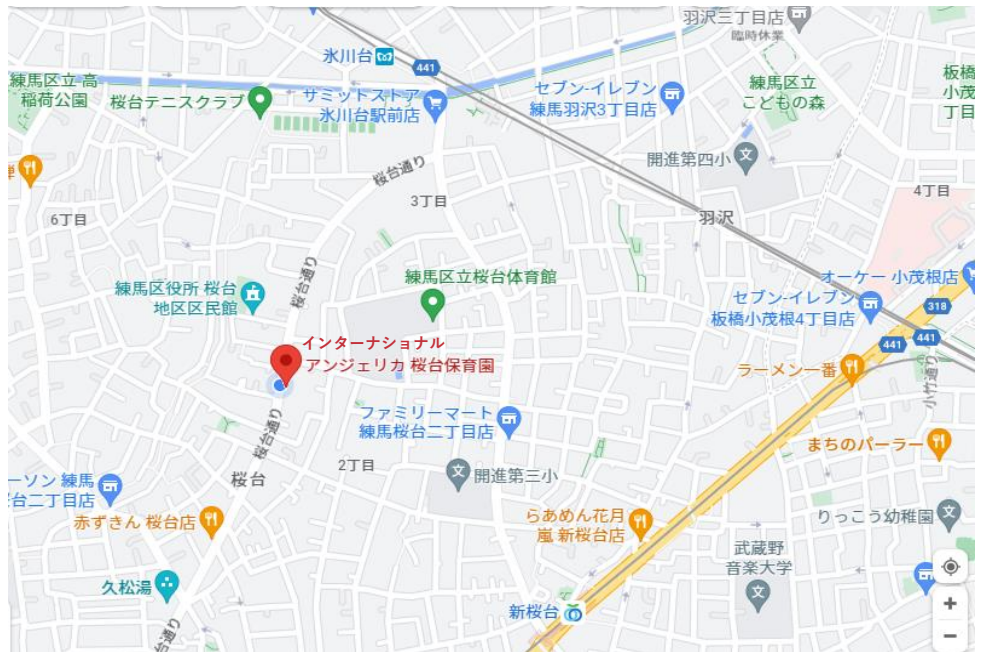 羽沢三丁目店
臨時休業
氷川台
441
練馬区立 高
稲荷公園
桜台テニスクラブ
サミットストア
氷川台駅前店
セブン-イレブン
練馬羽沢3丁目店
練馬区立
こどもの森
板橋
小茂
丁目
開進第四小
文
桜台通り
3丁目
4丁目
6丁目
羽沢
練馬区役所 桜台
地区区民館
桜台通り
練馬区立桜台体育館
オーケー 小茂根店
セブン-イレブン
板橋小茂根4丁目店
318
441
441
インターナショナル
アンジェリカ 桜台保育園
ラーメン一番
小竹通り
ファミリーマート
練馬桜台二丁目店
まちのパーラー
桜台通り
桜台
2丁目
文
開進第三小
ーソン 練馬
台二丁目店
赤ずきん 桜台店
らあめん花月
嵐 新桜台店
りっこう幼稚園
文
武蔵野
音楽大学
文
久松湯
新桜台
台通り
+
−